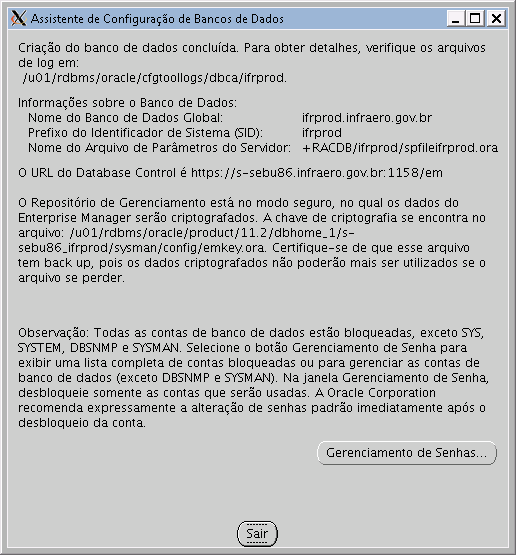 Assistente de Configuração de Bancos de Dados
Criação do banco de dados concluída. Para obter detalhes, verifique os arquivos
de log em:
/u01/rdbms/oracle/cfgtoollogs/dbca/ifrprod.
Informações sobre o Banco de Dados:
Nome do Banco de Dados Global: ifrprod.infraero.gov.br
Prefixo do Identificador de Sistema (SID): ifrprod
Nome do Arquivo de Parâmetros do Servidor: +RACDB/ifrprod/spfileifrprod.ora
O URL do Database Control é https://s-sebu86.infraero.gov.br:1158/em
O Repositório de Gerenciamento está no modo seguro, no qual os dados do
Enterprise Manager serão criptografados. A chave de criptografia se encontra no
arquivo: /u01/rdbms/oracle/product/11.2/dbhome_1/s-
sebu86_ifrprod/sysman/config/emkey.ora. Certifique-se de que esse arquivo
tem back up, pois os dados criptografados não poderão mais ser utilizados se o
arquivo se perder.
Observação: Todas as contas de banco de dados estão bloqueadas, exceto SYS,
SYSTEM, DBSNMP e SYSMAN. Selecione o botão Gerenciamento de Senha para
exibir uma lista completa de contas bloqueadas ou para gerenciar as contas de
banco de dados (exceto DBSNMP e SYSMAN). Na janela Gerenciamento de Senha,
desbloqueie somente as contas que serão usadas. A Oracle Corporation
recomenda expressamente a alteração de senhas padrão imediatamente após o
desbloqueio da conta.
Gerenciamento de Senhas...
Sair